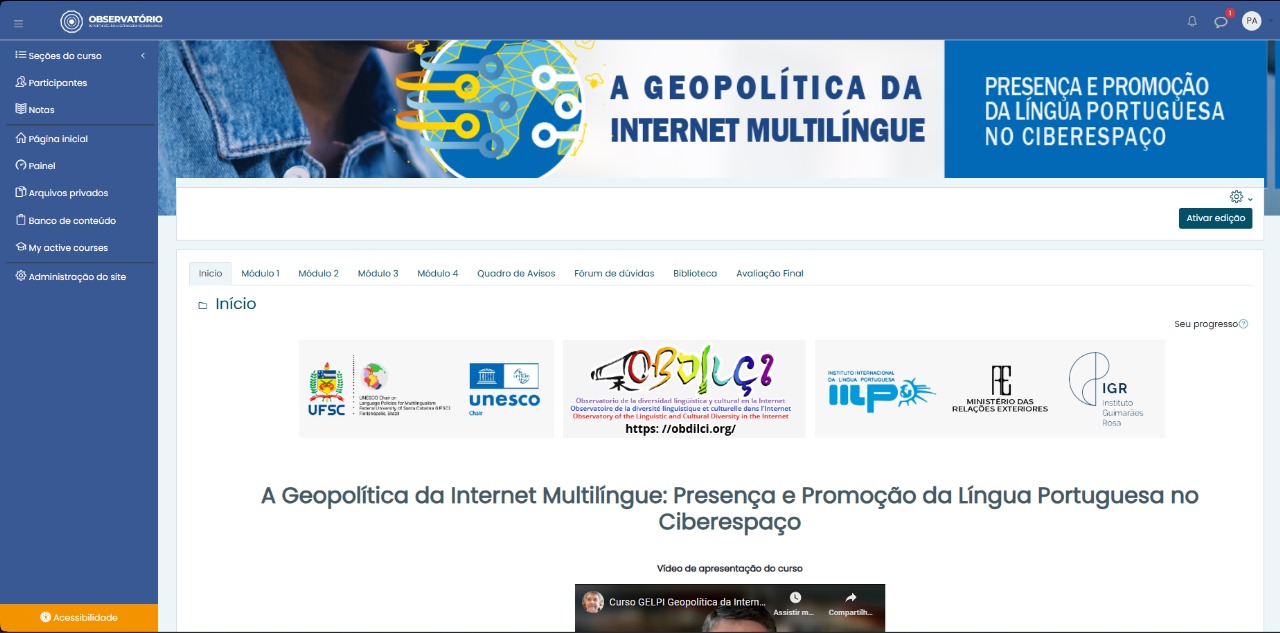 OBSERVATÓRIO
1
PA
Seções do curso
Participantes
Notas
Página inicial
Painel
Arquivos privados
Banco de conteúdo
My active courses
Administração do site
Acessibilidade
A GEOPOLÍTICA DA
INTERNET MULTILÍNGUE
PRESENÇA E PROMOÇÃO
DA LÍNGUA PORTUGUESA
NO CIBERESPAÇO
Ativar edição
Início Módulo 1 Módulo 2 Módulo 3 Módulo 4 Quadro de Avisos Fórum de dúvidas Biblioteca Avaliação Final
Início
Seu progresso
UFSC
UNESCO Chair on
Language Policies for Multilingualism
Federal University of Santa Catarina (UFSC)
Florianópolis, Brazil
unesco
Chair
OBDILCI
Observatorio de la diversidad lingüística y cultural en la Internet
Observatoire de la diversité linguistique et culturelle dans l'Internet
Observatory of the Linguistic and Cultural Diversity in the Internet
https: //obdilci.org/
INSTITUTO INTERNACIONAL
DA LÍNGUA PORTUGUESA
IILP
MINISTÉRIO DAS
RELAÇÕES EXTERIORES
IGR
Instituto
Guimarães
Rosa
A Geopolítica da Internet Multilíngue: Presença e Promoção da Língua Portuguesa no
Ciberespaço
Vídeo de apresentação do curso
Curso GELPI Geopolítica da Intern...
Assistir m...
Compartilh...